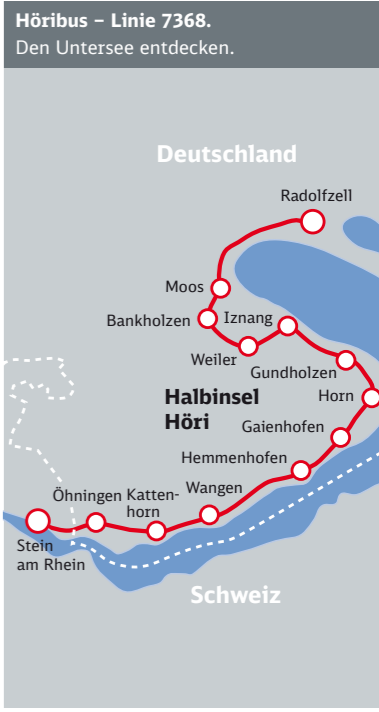 Höribus – Linie 7368.
Den Untersee entdecken.
Deutschland
Radolfzell
Moos
Bankholzen
Iznang
Weiler
Gundholzen
Halbinsel
Höri
Horn
Gaienhofen
Hemmenhofen
Wangen
Öhningen
Katten-
horn
Stein
am Rhein
Schweiz